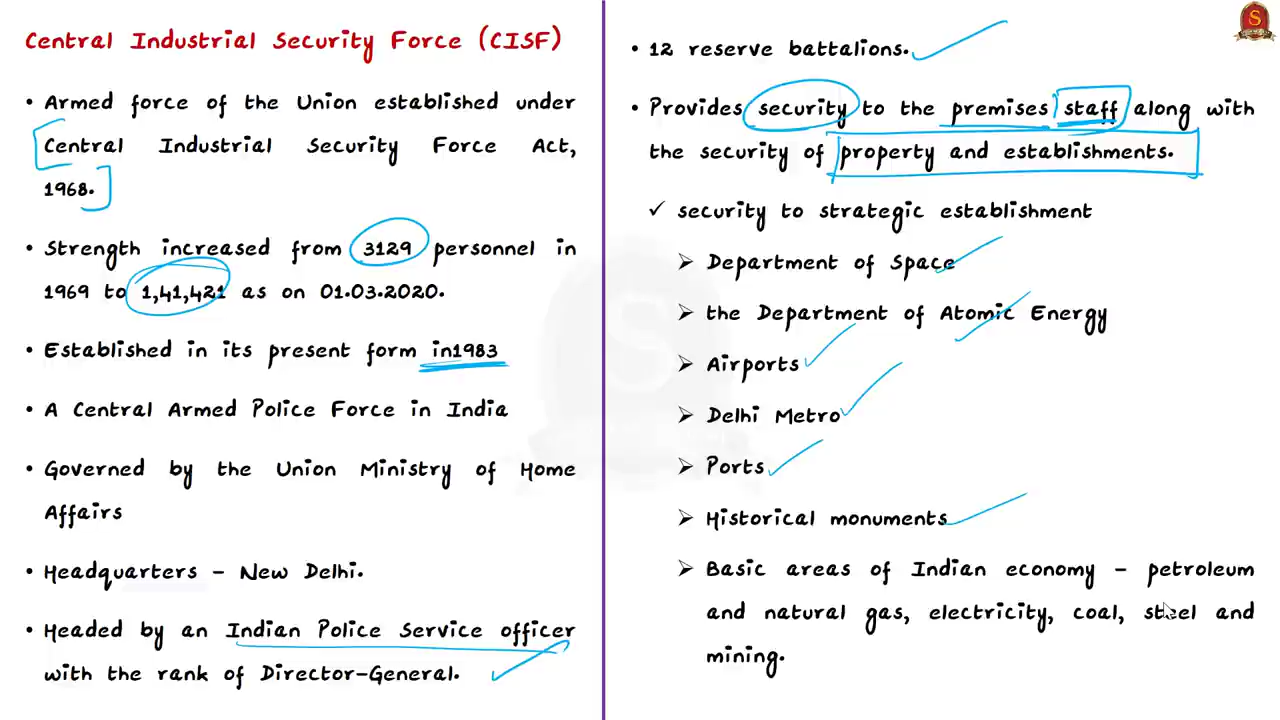 Central Industrial Security Force (CISF)
• Armed force of the Union established under
Central Industrial Security Force Act,
1968.
• Strength increased from 3129 personnel in
1969 to 1,41,421 as on 01.03.2020.
• Established in its present form in1983
• A Central Armed Police Force in India
• Governed by the Union Ministry of Home
Affairs
• Headquarters – New Delhi.
• Headed by an Indian Police Service officer
with the rank of Director-General.
• 12 reserve battalions.
• Provides security to the premises staff along with
the security of property and establishments.
✓ security to strategic establishment
➤ Department of Space
➤ the Department of Atomic Energy
➤ Airports
➤ Delhi Metro
➤ Ports
➤ Historical monuments
➤ Basic areas of Indian economy – petroleum
and natural gas, electricity, coal, steel and
mining.
S